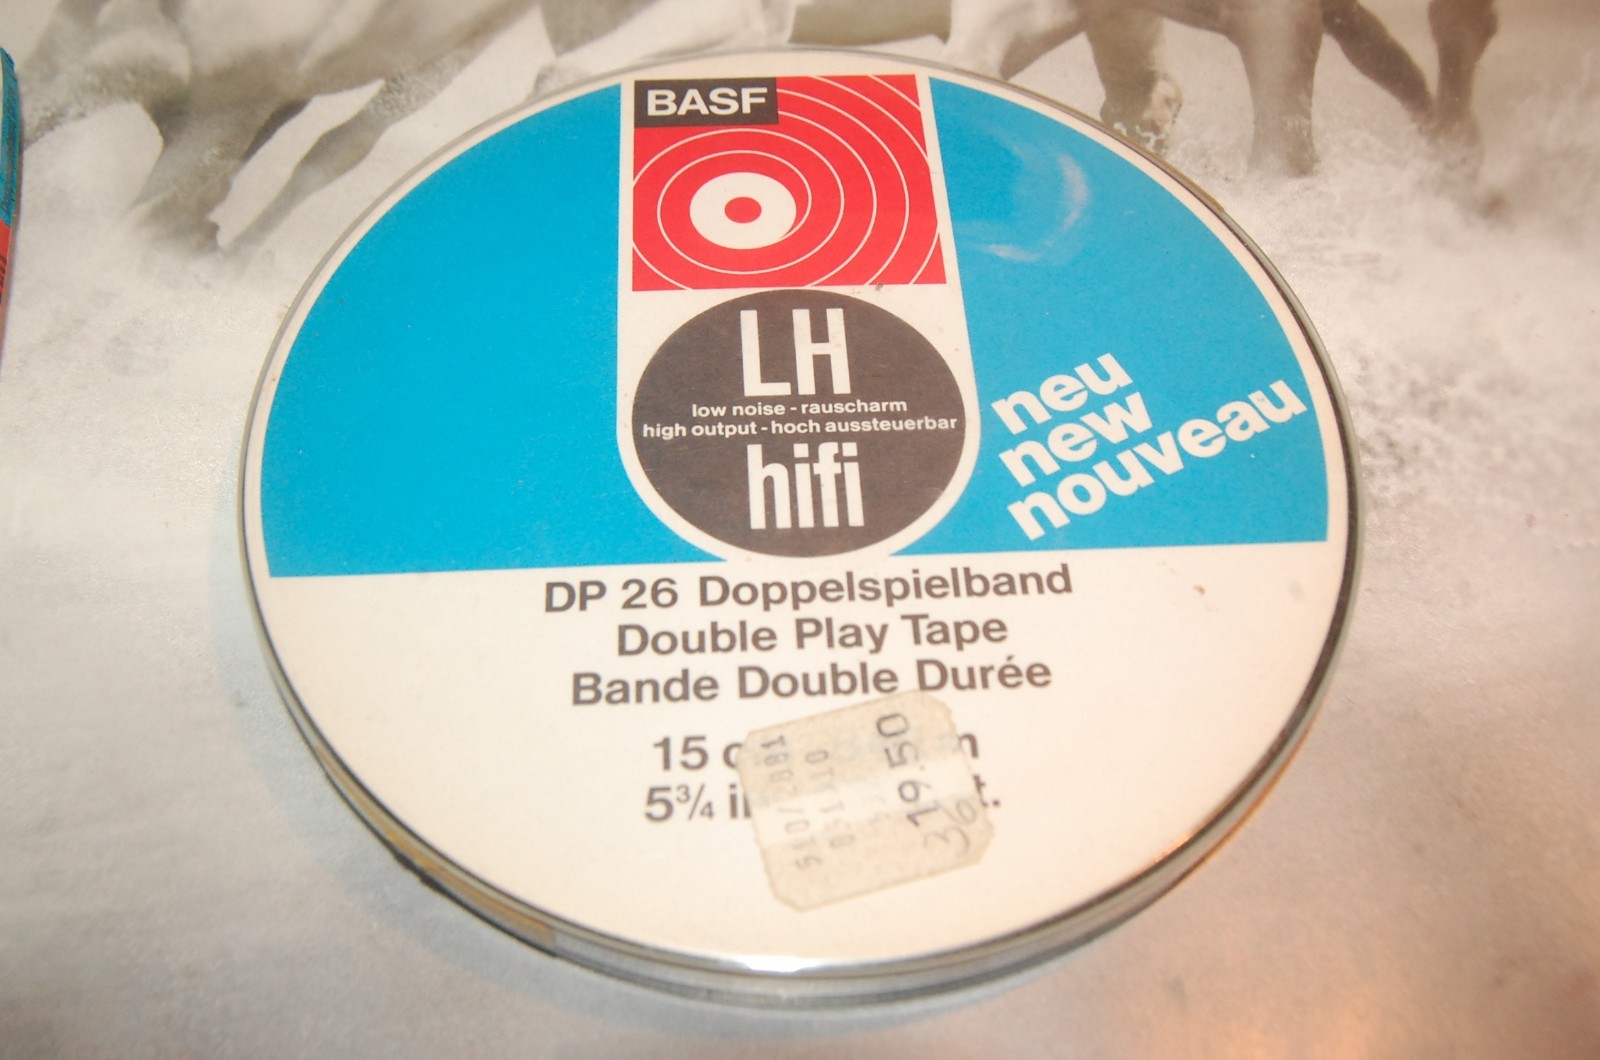 BASF
LH
low noise - rauscharm
high output - hoch aussteuerbar
hifi
neu
new
nouveau
DP 26 Doppelspielband
Double Play Tape
Bande Double Durée
15
5¾
19.50
36